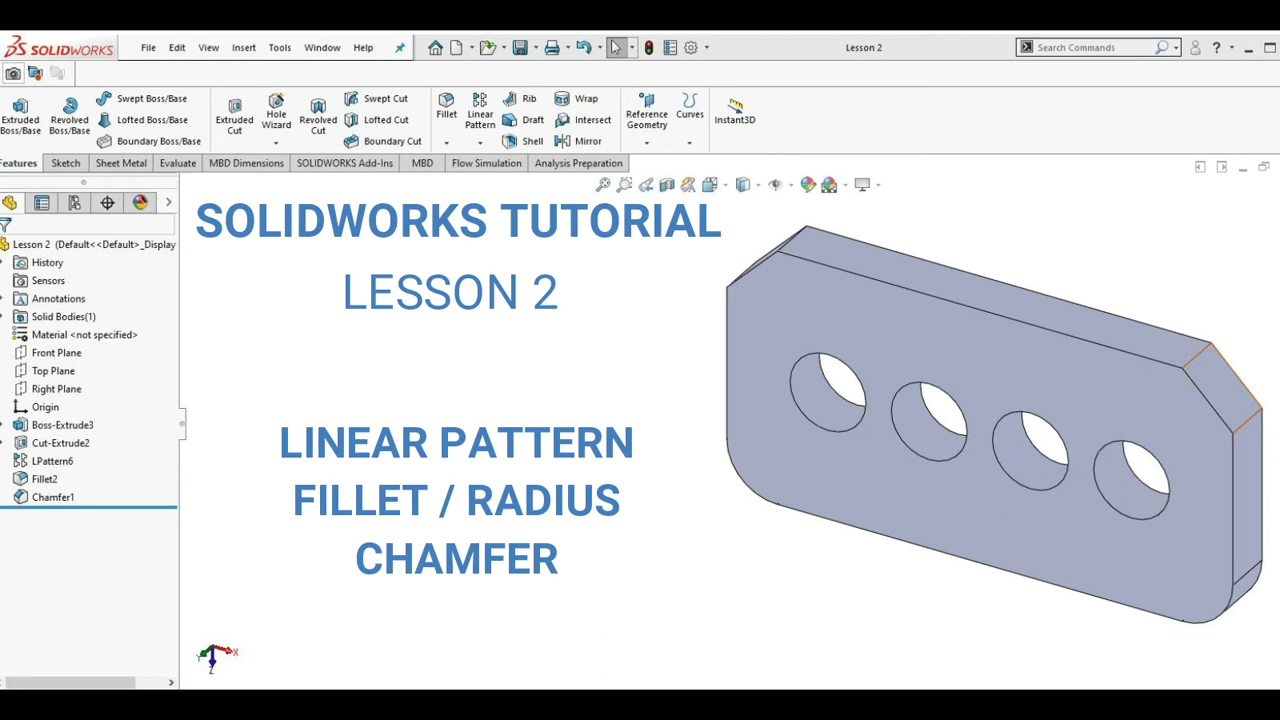 SOLIDWORKS File Edit View Insert Tools Window Help Lesson 2 Search Commands ?
Extruded Boss/Base
Revolved Boss/Base
Swept Boss/Base
Lofted Boss/Base
Boundary Boss/Base
Extruded Cut
Hole Wizard
Revolved Cut
Swept Cut
Lofted Cut
Boundary Cut
Fillet
Linear Pattern
Rib
Draft
Shell
Wrap
Intersect
Mirror
Reference Geometry
Curves
Instant3D
Features Sketch Sheet Metal Evaluate MBD Dimensions SOLIDWORKS Add-Ins MBD Flow Simulation Analysis Preparation
Lesson 2 (Default<<Default>_Display
History
Sensors
Annotations
Solid Bodies(1)
Material <not specified>
Front Plane
Top Plane
Right Plane
Origin
Boss-Extrude3
Cut-Extrude2
LPattern6
Fillet2
Chamfer1
SOLIDWORKS TUTORIAL
LESSON 2
LINEAR PATTERN
FILLET / RADIUS
CHAMFER
Y X
Z